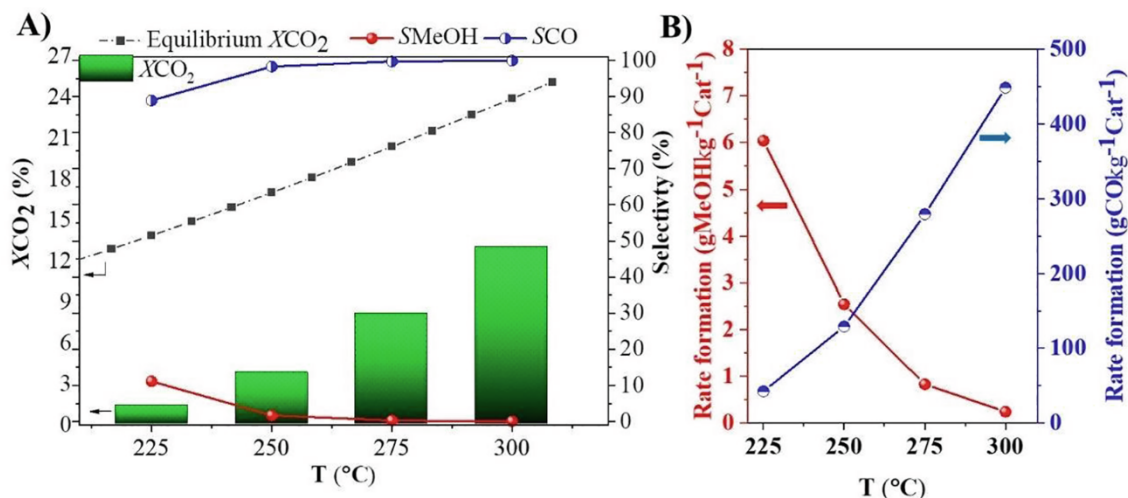 A)
Equilibrium XCO2
SMeOH
SCO
XCO2
27
24
21
18
15
12
9
6
3
0
XCO2 (%)
100
90
80
70
60
50
40
30
20
10
0
Selectivty (%)
225 250 275 300
T (°C)
B)
8
7
6
5
4
3
2
1
0
Rate formation (gMeOHkg-1Cat-1)
500
400
300
200
100
0
Rate formation (gCOkg-1Cat-1)
225 250 275 300
T (°C)